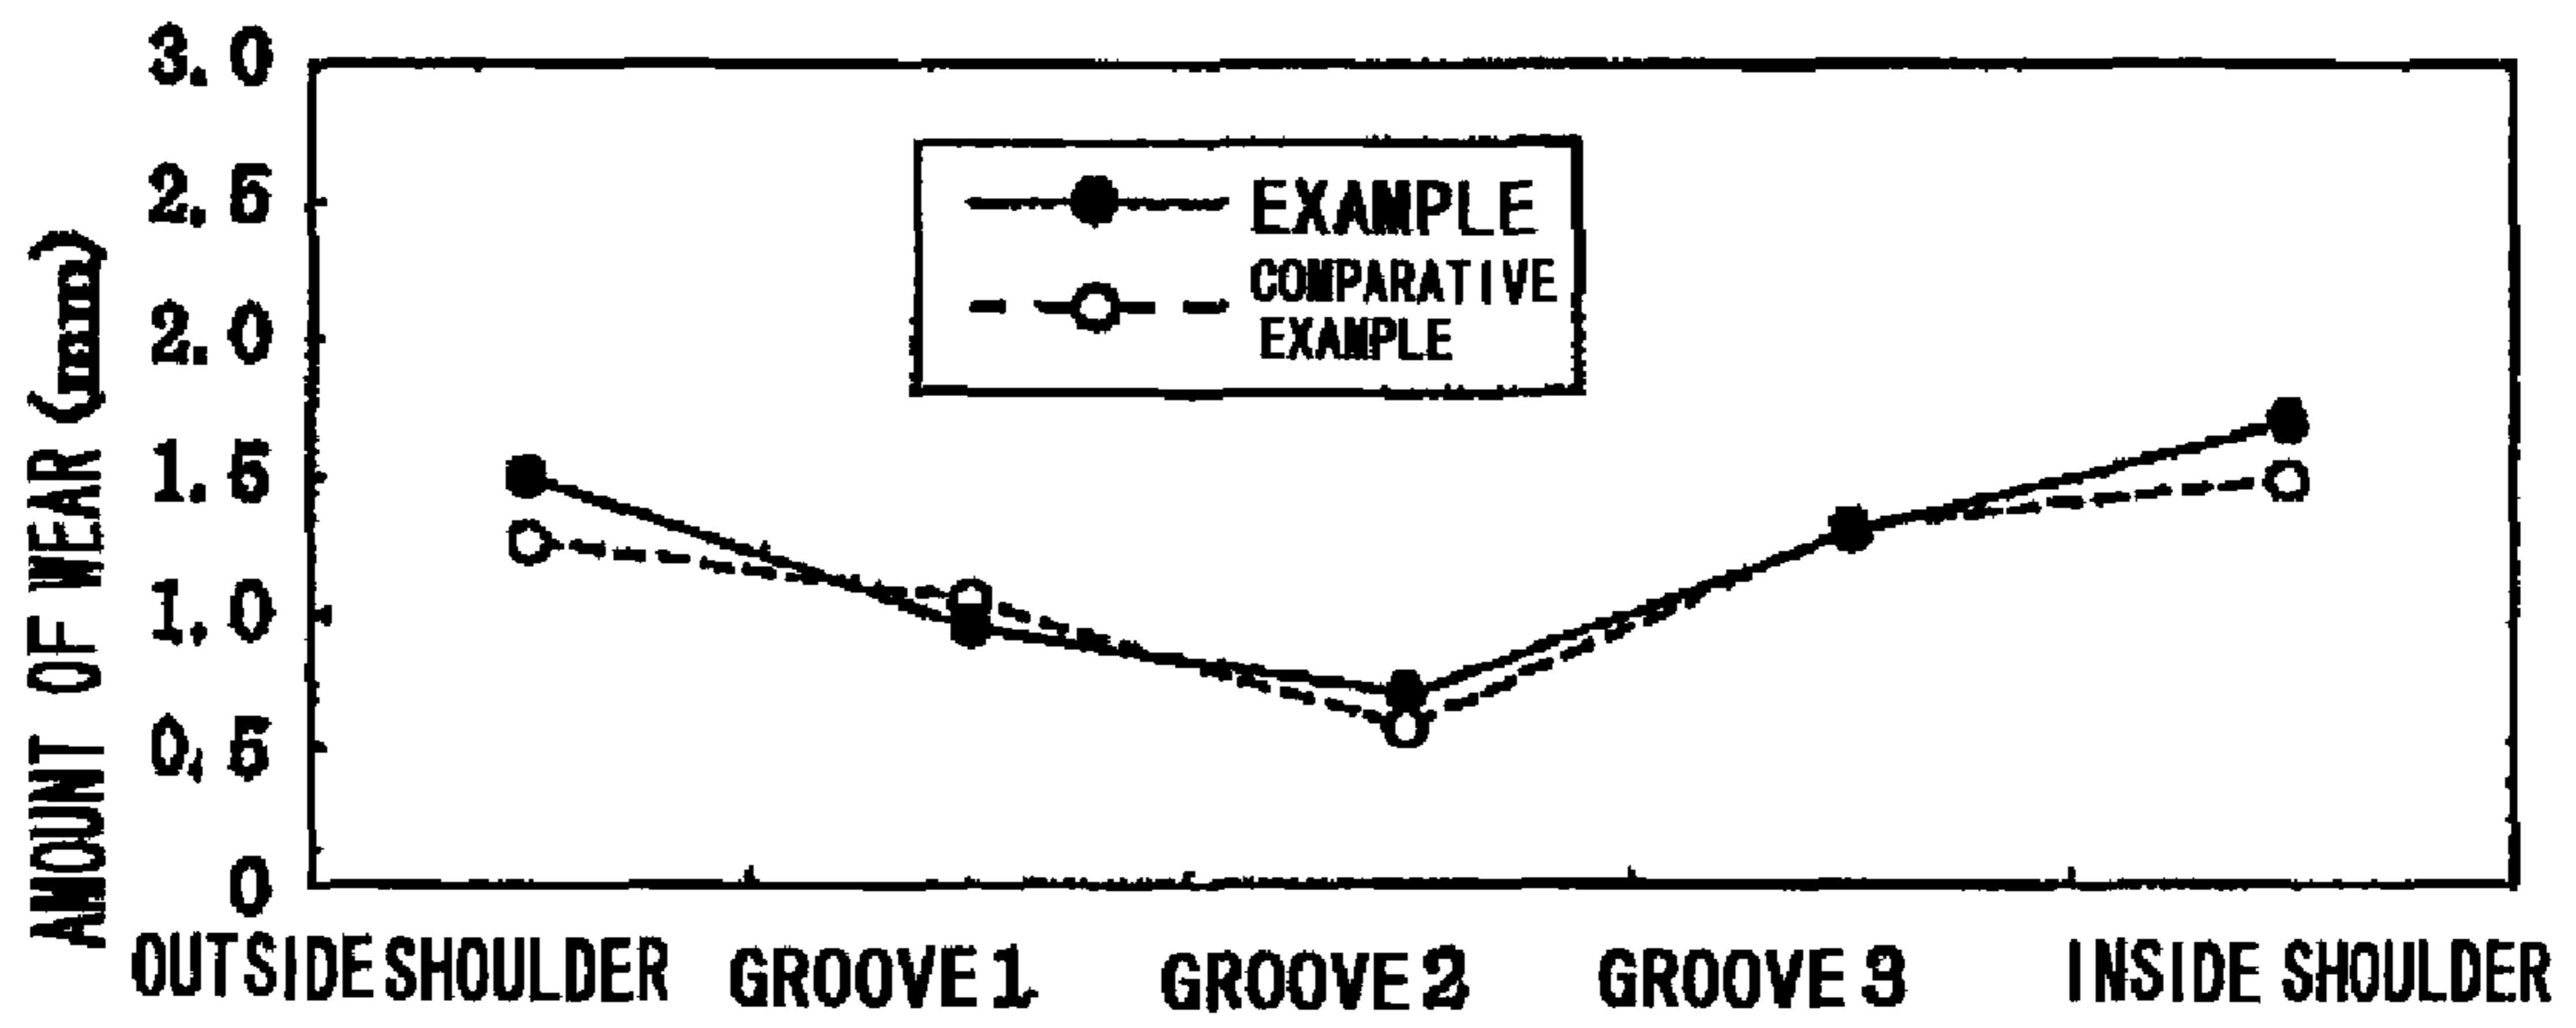 3.0
2.5
2.0
1.5
1.0
0.5
0
AMOUNT OF WEAR (mm)
EXAMPLE
COMPARATIVE
EXAMPLE
OUTSIDE SHOULDER GROOVE 1 GROOVE 2 GROOVE 3 INSIDE SHOULDER